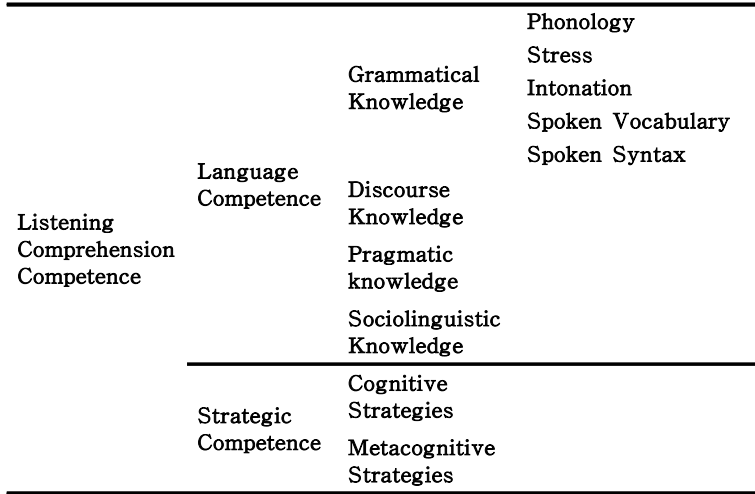 Listening
Comprehension
Competence
Language
Competence
Grammatical
Knowledge
Phonology
Stress
Intonation
Spoken Vocabulary
Spoken Syntax
Discourse
Knowledge
Pragmatic
knowledge
Sociolinguistic
Knowledge
Strategic
Competence
Cognitive
Strategies
Metacognitive
Strategies